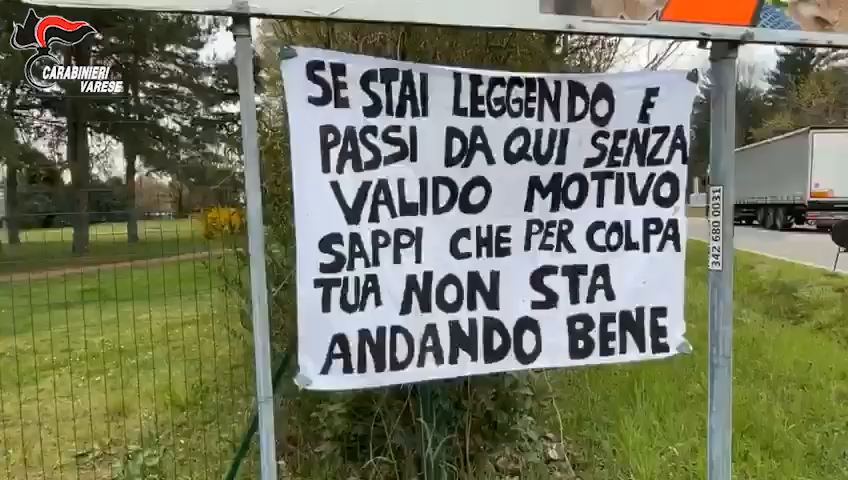 CARABINIERI
VARESE
SE STAI LEGGENDO E
PASSI DA QUI SENZA
VALIDO MOTIVO
SAPPI CHE PER COLPA
TUA NON STA
ANDANDO BENE
342 680 0031